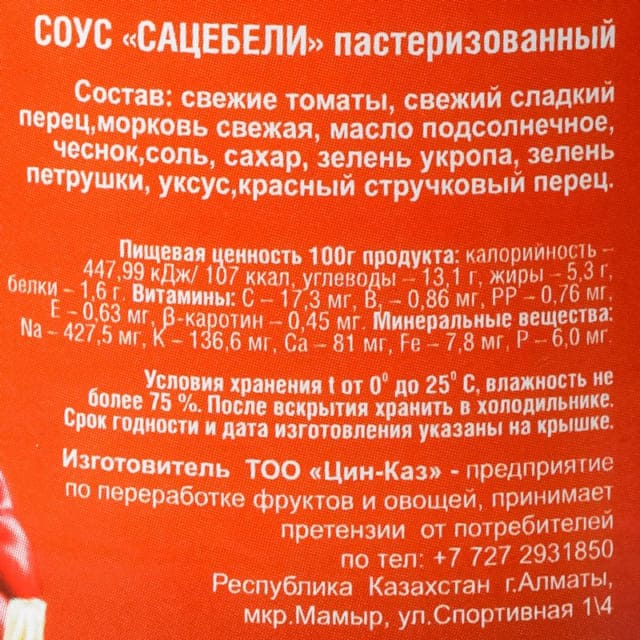 СОУС «САЦЕБЕЛИ» пастеризованный
Состав: свежие томаты, свежий сладкий
перец,морковь свежая, масло подсолнечное,
чеснок,соль, сахар, зелень укропа, зелень
петрушки, уксус,красный стручковый перец.
Пищевая ценность 100г продукта: калорийность –
447,99 кДж/ 107 ккал, углеводы – 13,1 г, жиры – 5,3 г,
белки – 1,6 г. Витамины: С – 17,3 мг, В₁ – 0,86 мг, РР – 0,76 мг,
Е – 0,63 мг, β-каротин – 0,45 мг. Минеральные вещества:
Na – 427,5 мг, К – 136,6 мг, Ca – 81 мг, Fe – 7,8 мг, Р – 6,0 мг.
Условия хранения t от 0⁰ до 25⁰ С, влажность не
более 75 %. После вскрытия хранить в холодильнике.
Срок годности и дата изготовления указаны на крышке.
Изготовитель ТОО «Цин-Каз» - предприятие
по переработке фруктов и овощей, принимает
претензии от потребителей
по тел: +7 727 2931850
Республика Казахстан г.Алматы,
мкр.Мамыр, ул.Спортивная 1\4